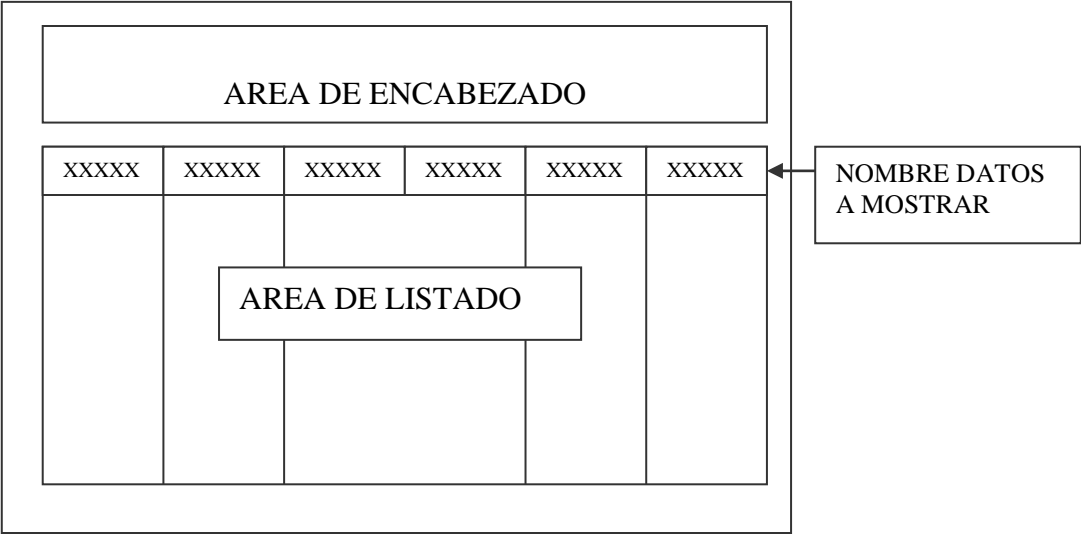 AREA DE ENCABEZADO
XXXXX XXXXX XXXXX XXXXX XXXXX XXXXX
NOMBRE DATOS
A MOSTRAR
AREA DE LISTADO